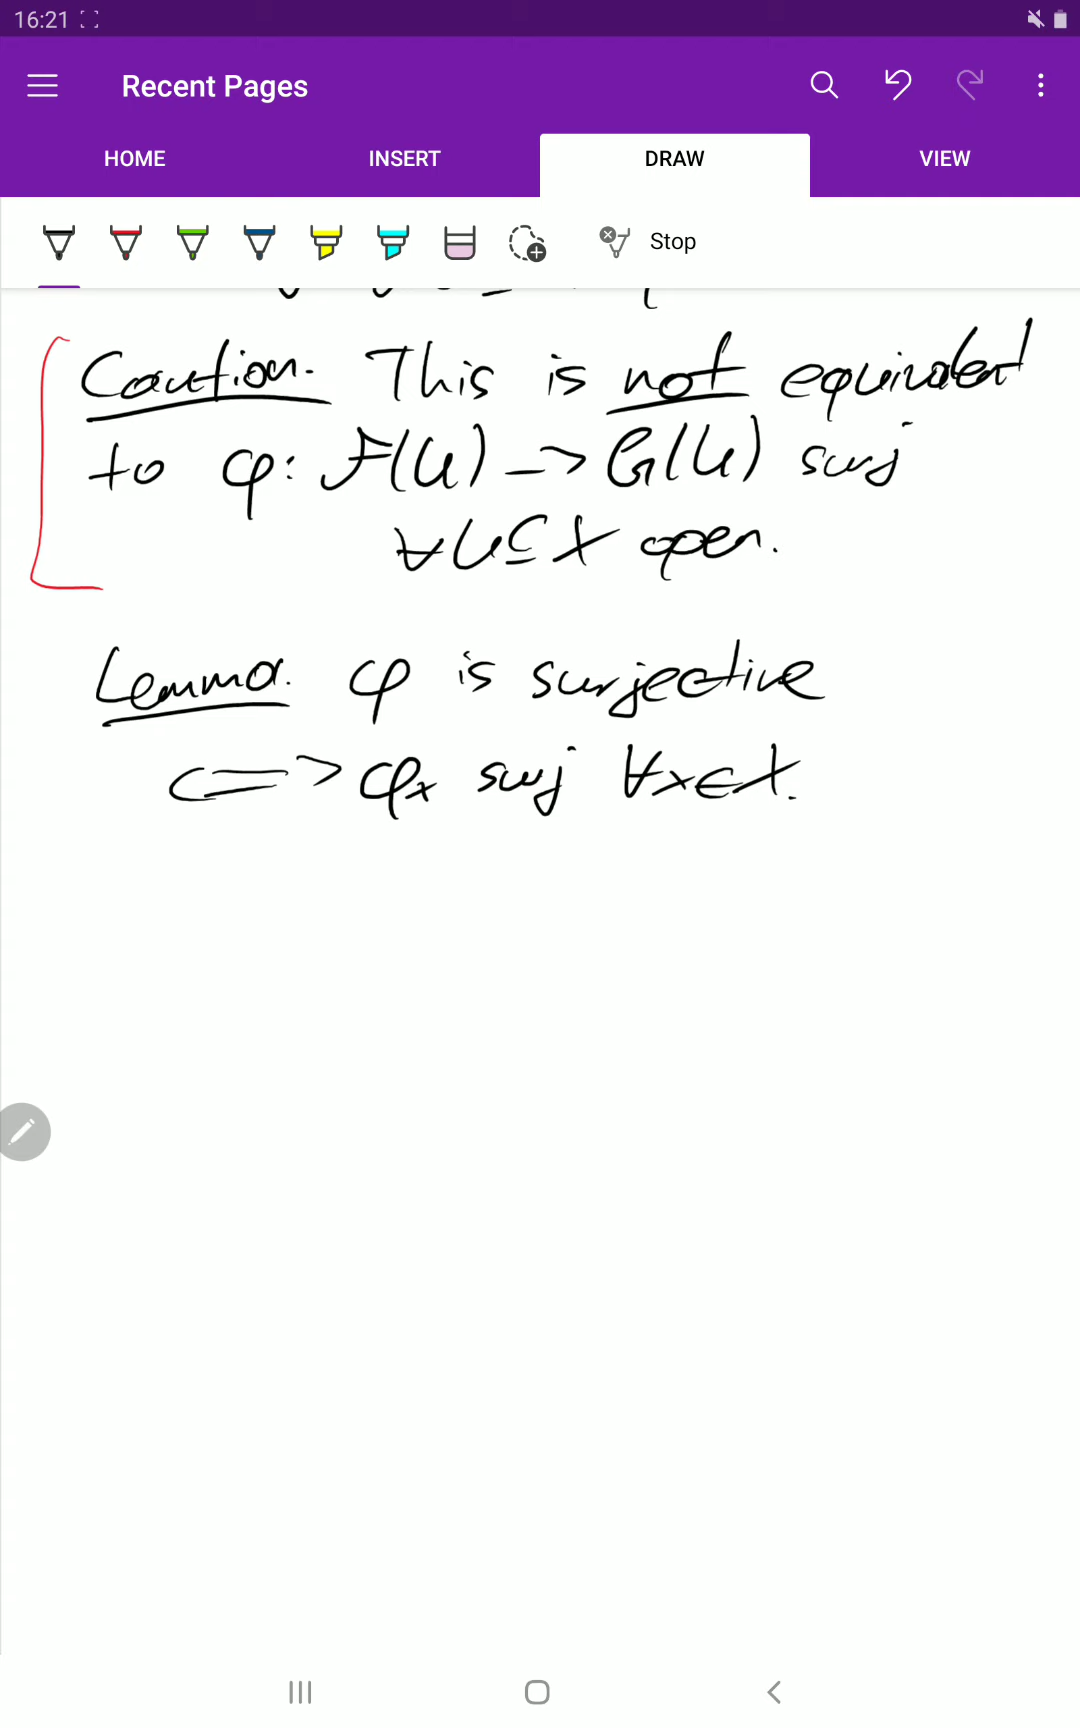 16:21
Recent Pages
HOME INSERT DRAW VIEW
Stop
Caution. This is not equivalent
to φ: F(U) -> G(U) surj
∀ U ⊆ X open.
Lemma. φ is surjective
<=> φx surj ∀x∈X.